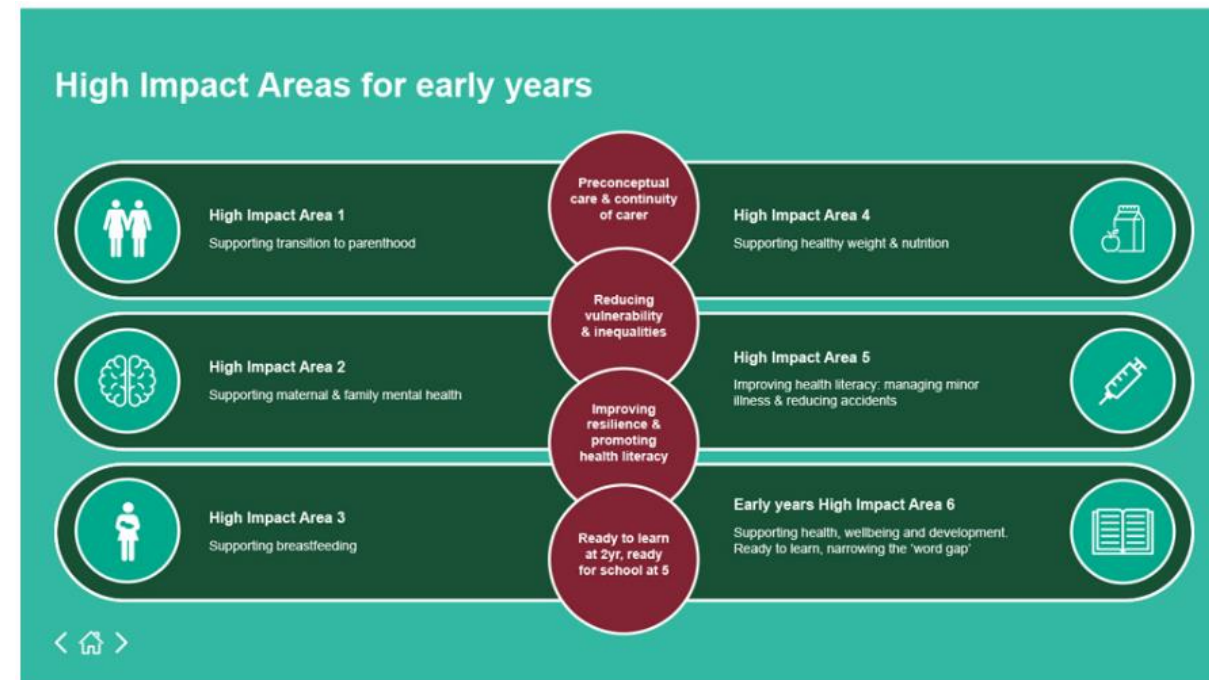 High Impact Areas for early years
High Impact Area 1
Supporting transition to parenthood
High Impact Area 2
Supporting maternal & family mental health
High Impact Area 3
Supporting breastfeeding
Preconceptual
care & continuity
of carer
Reducing
vulnerability
& inequalities
Improving
resilience &
promoting
health literacy
Ready to learn
at 2yr, ready
for school at 5
High Impact Area 4
Supporting healthy weight & nutrition
High Impact Area 5
Improving health literacy: managing minor
illness & reducing accidents
Early years High Impact Area 6
Supporting health, wellbeing and development.
Ready to learn, narrowing the 'word gap'